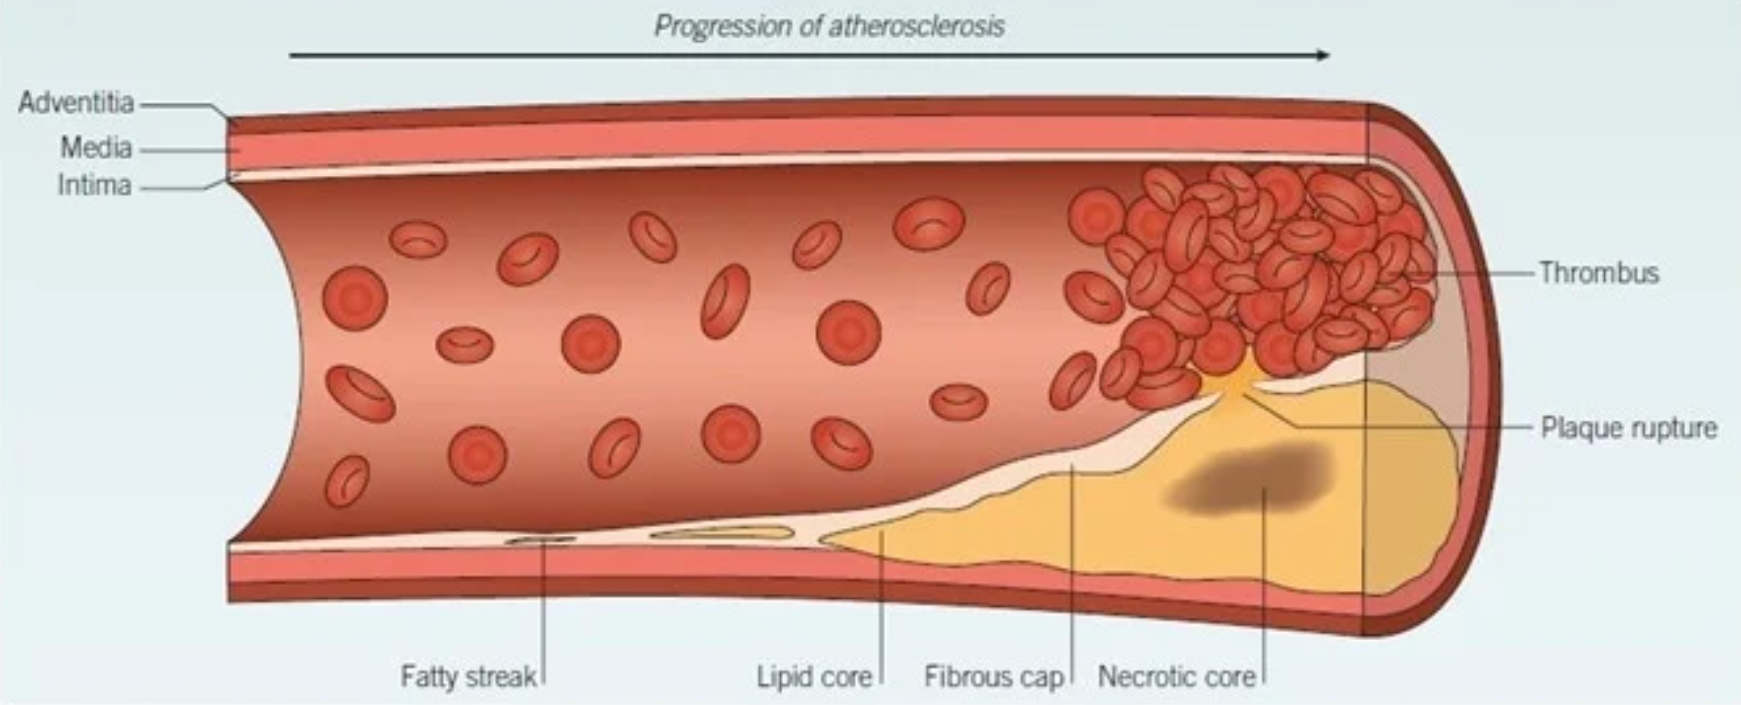 Progression of atherosclerosis
Adventitia
Media
Intima
Thrombus
Plaque rupture
Fatty streak
Lipid core
Fibrous cap
Necrotic core